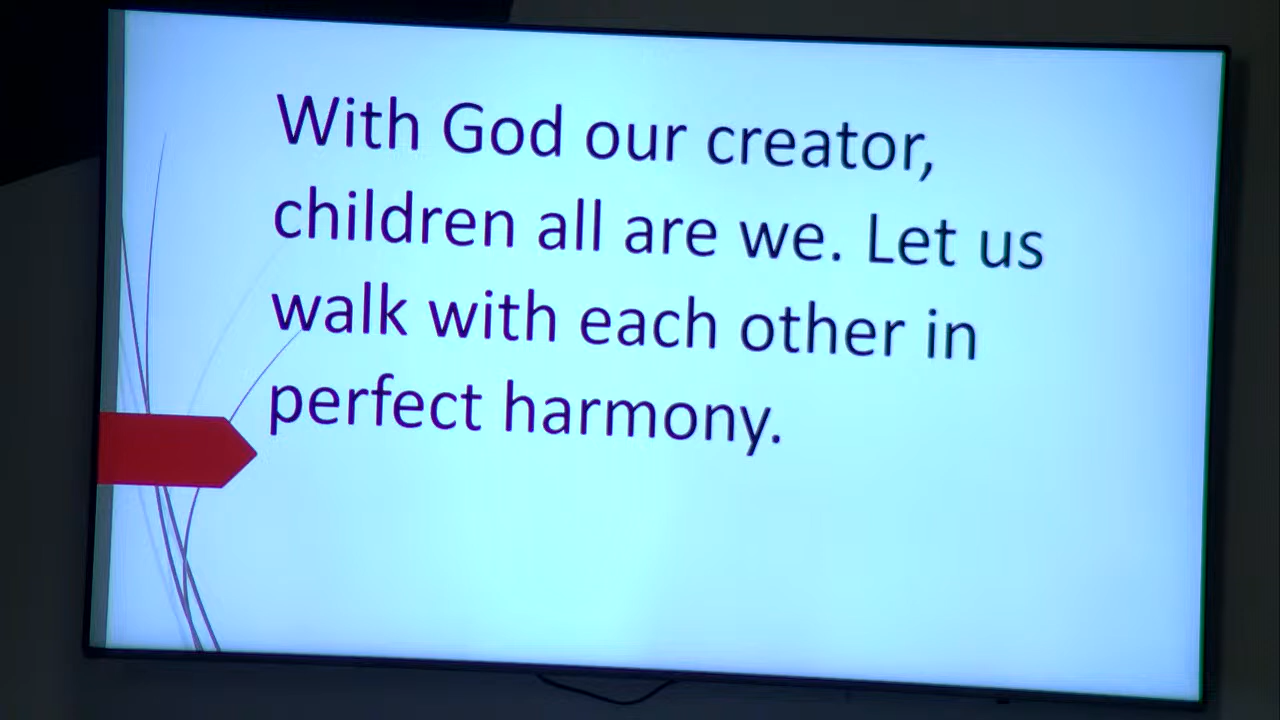 With God our creator,
children all are we. Let us
walk with each other in
perfect harmony.